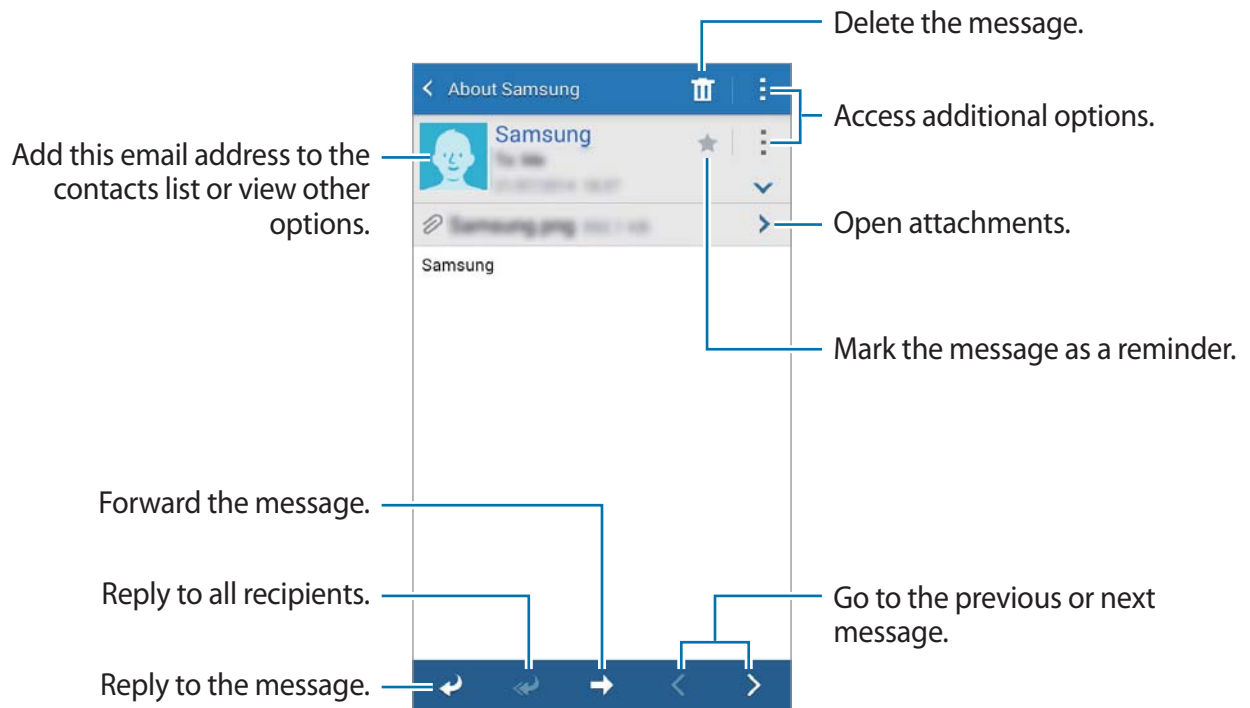 Delete the message.
About Samsung
Access additional options.
Samsung
Add this email address to the
contacts list or view other
options.
Open attachments.
Samsung
Mark the message as a reminder.
Forward the message.
Reply to all recipients.
Go to the previous or next
message.
Reply to the message.